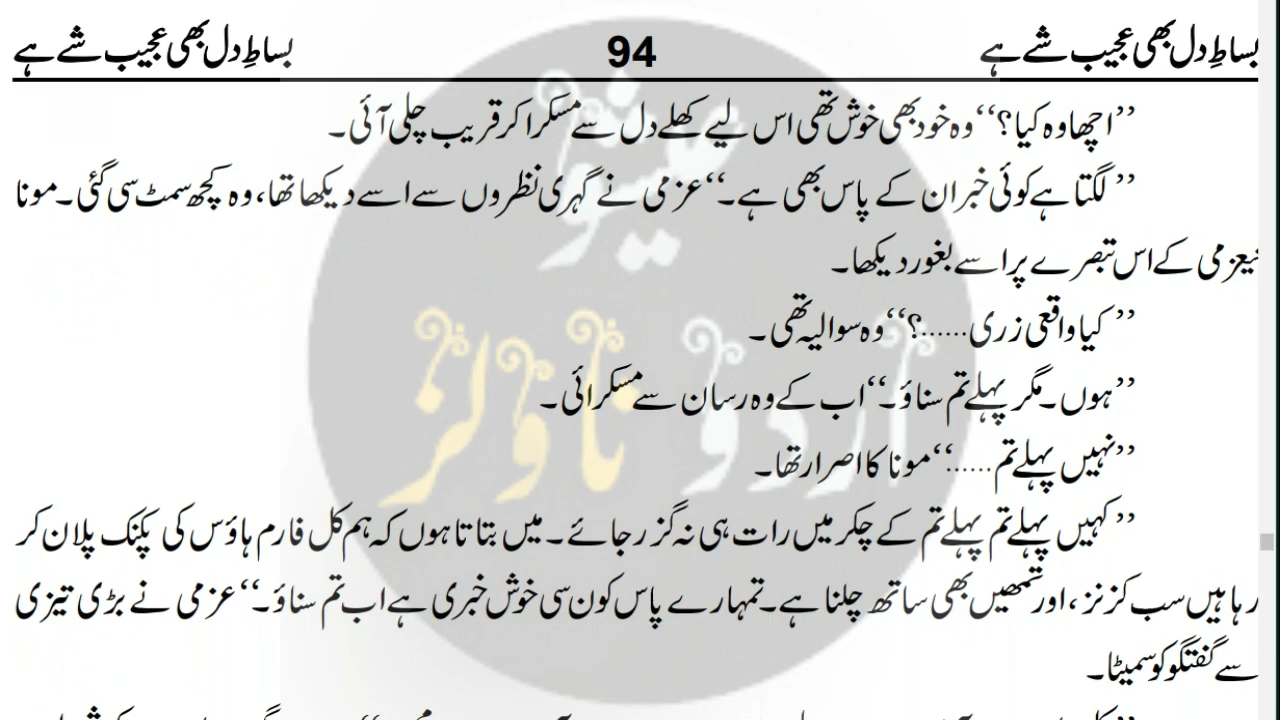 بساطِ دل بھی عجیب شے ہے 94 بساطِ دل بھی عجیب شے ہے
’’اچھا وہ کیا؟‘‘ وہ خود بھی خوش تھی اس لیے کھلے دل سے مسکرا کر قریب چلی آئی۔
’’لگتا ہے کوئی خبر ان کے پاس بھی ہے۔‘‘ عزمی نے گہری نظروں سے اسے دیکھا تھا، وہ کچھ سمٹ سی گئی۔ مونا
نیعزمی کے اس تبصرے پر اسے بغور دیکھا۔
’’کیا واقعی زری......؟‘‘ وہ سوالیہ تھی۔
’’ہوں۔ مگر پہلے تم سناؤ۔‘‘ اب کے وہ رسان سے مسکرائی۔
’’نہیں پہلے تم......‘‘ مونا کا اصرار تھا۔
’’کہیں پہلے تم پہلے تم کے چکر میں رات ہی نہ گزر جائے۔ میں بتاتا ہوں کہ ہم کل فارم ہاؤس کی پکنک پلان کر
رہا ہیں سب کزنز، اور تمھیں بھی ساتھ چلنا ہے۔ تمہارے پاس کون سی خوش خبری ہے اب تم سناؤ۔‘‘ عزمی نے بڑی تیزی
سے گفتگو کو سمیٹا۔
عیشو
اردو ناولز